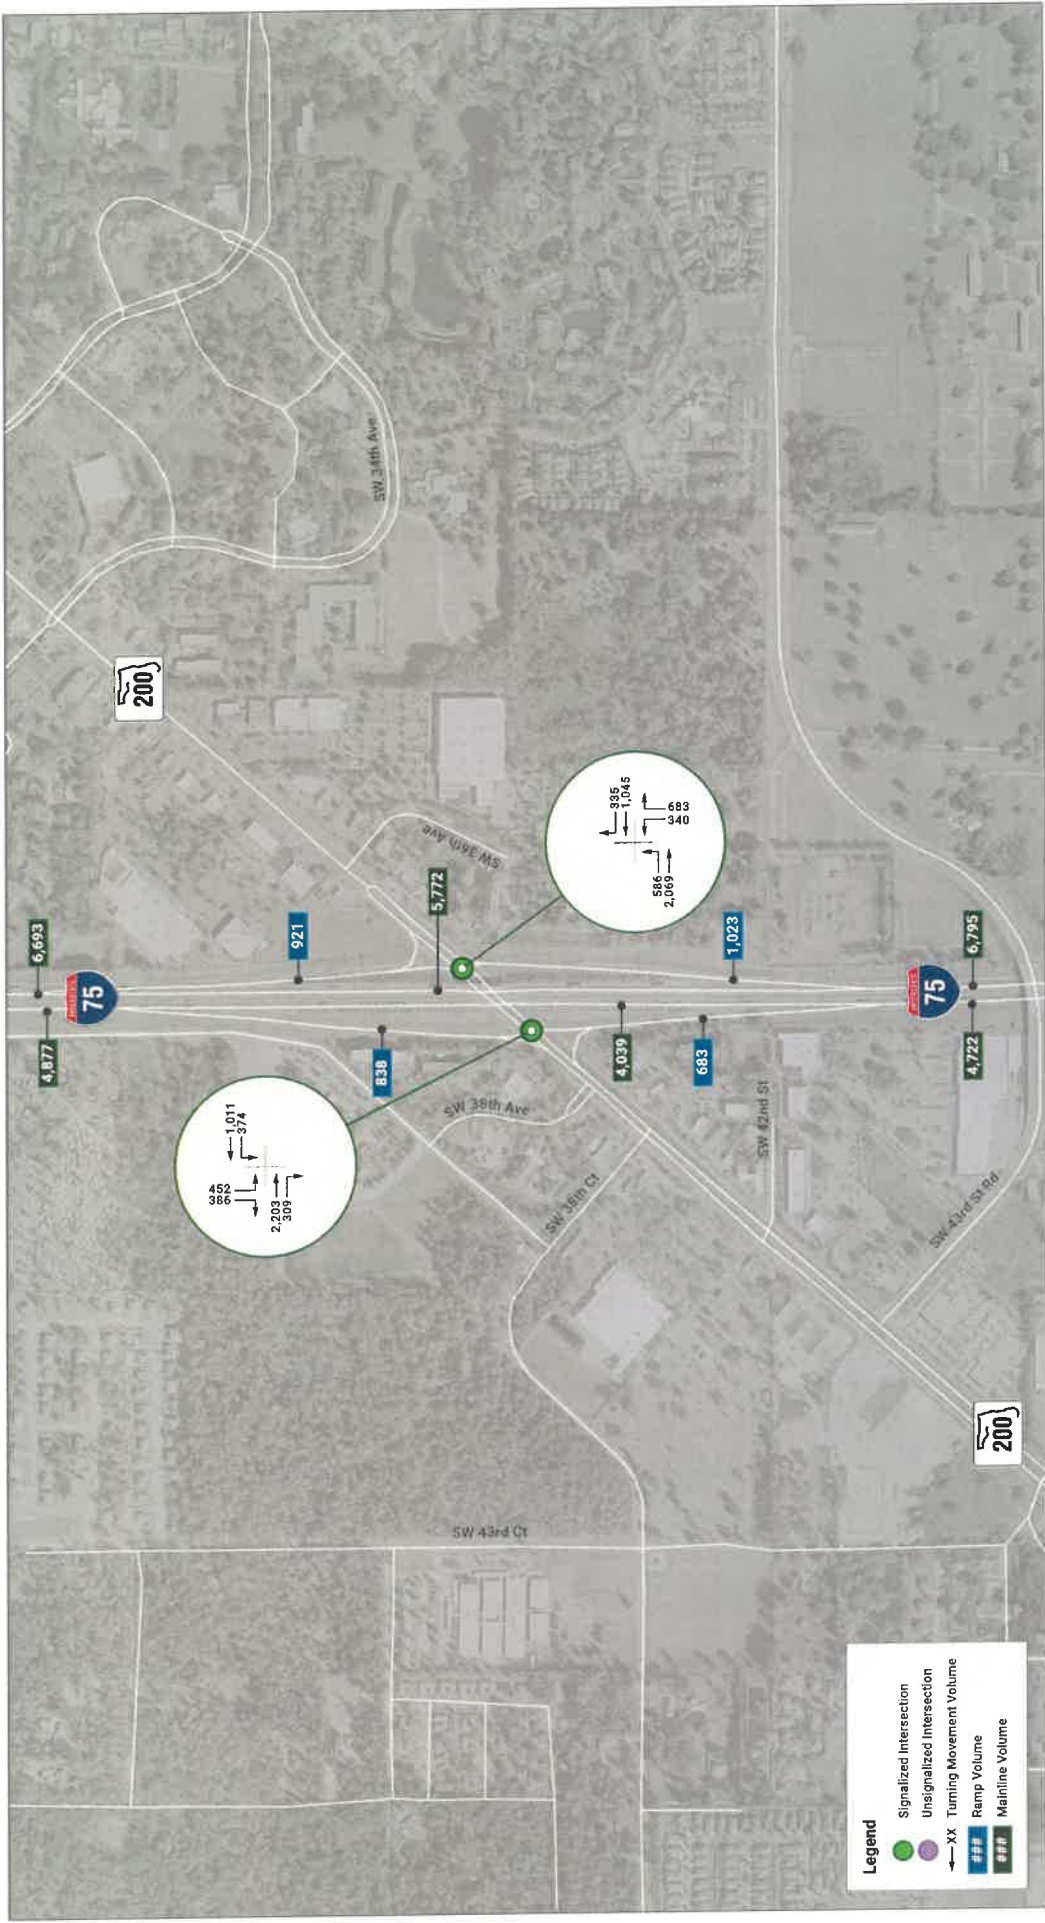 SW 34th Ave
200
SW 36th Ave
6,693
4,877
INTERSTATE
75
921
838
5,772
335
1,045
683
340
586
2,069
1,011
374
452
386
2,203
309
4,039
683
1,023
SW 38th Ave
SW 38th Ct
SW 42nd St
75
6,795
4,722
SW 43rd St Rd
200
SW 43rd Ct
Legend
Signalized Intersection
Unsignalized Intersection
XX Turning Movement Volume
### Ramp Volume
### Mainline Volume